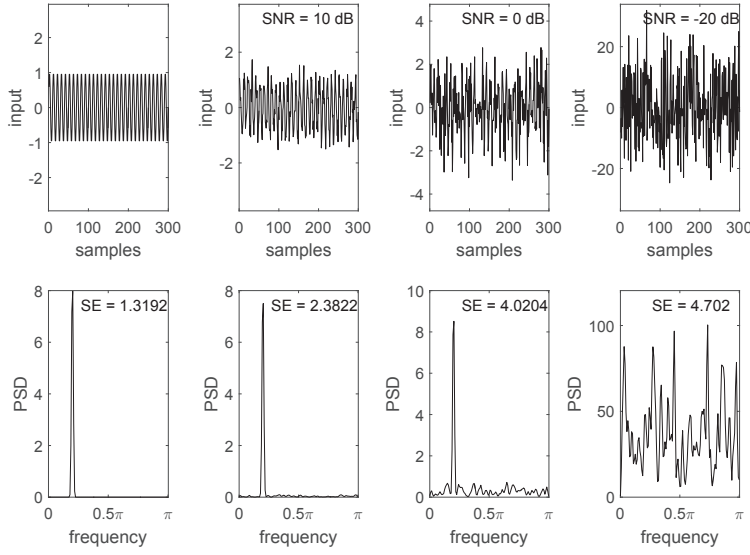 input
2
1
0
-1
-2
0 100 200 300
samples
SNR = 10 dB
input
2
0
-2
0 100 200 300
samples
SNR = 0 dB
input
4
2
0
-2
-4
0 100 200 300
samples
SNR = -20 dB
input
20
0
-20
0 100 200 300
samples
SE = 1.3192
PSD
8
6
4
2
0
0 0.5π π
frequency
SE = 2.3822
PSD
8
6
4
2
0
0 0.5π π
frequency
SE = 4.0204
PSD
10
8
6
4
2
0
0 0.5π π
frequency
SE = 4.702
PSD
100
50
0
0 0.5π π
frequency